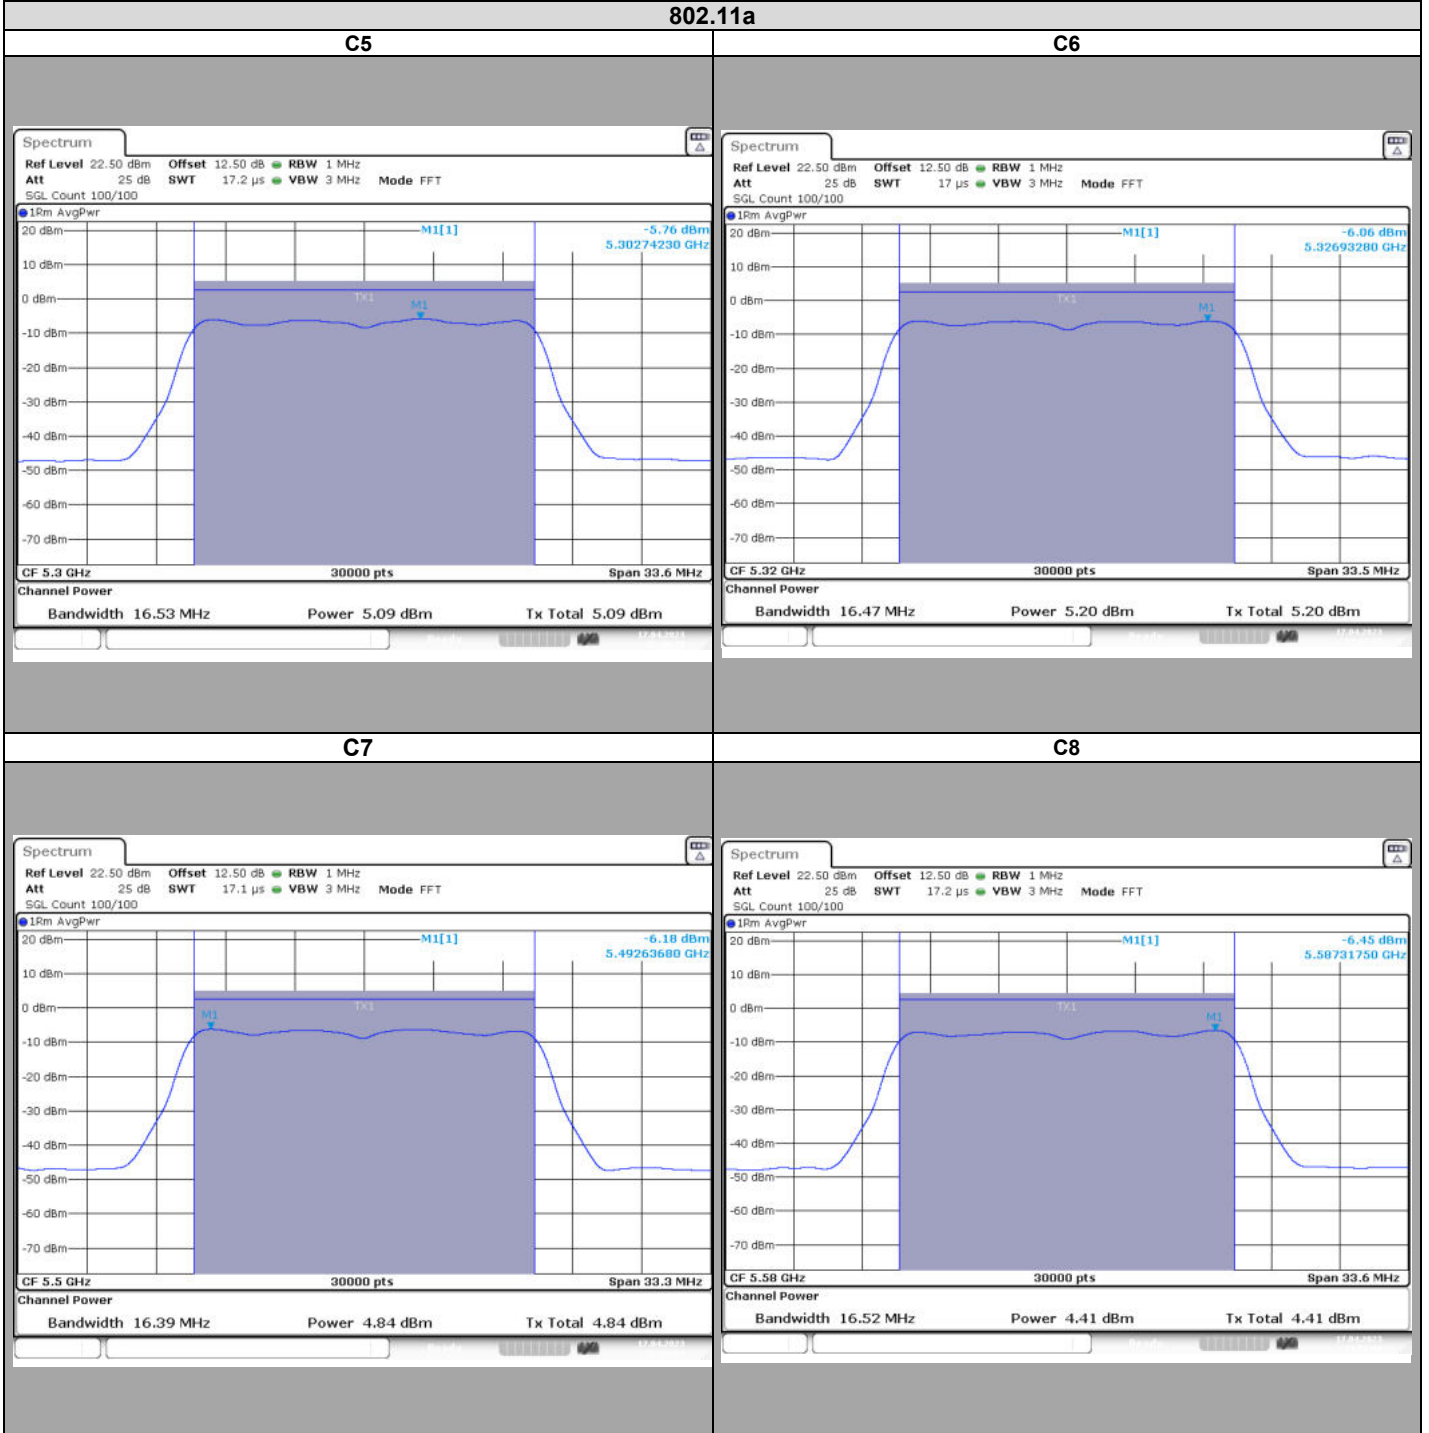 802.11a
C5
C6
Spectrum
Ref Level 22.50 dBm Offset 12.50 dB RBW 1 MHz
Att 25 dB SWT 17.2 µs VBW 3 MHz Mode FFT
SGL Count 100/100
1Rm AvgPwr
M1[1] -5.76 dBm
5.30274230 GHz
20 dBm
10 dBm
0 dBm
TX1
M1
-10 dBm
-20 dBm
-30 dBm
-40 dBm
-50 dBm
-60 dBm
-70 dBm
CF 5.3 GHz 30000 pts Span 33.6 MHz
Channel Power
Bandwidth 16.53 MHz Power 5.09 dBm Tx Total 5.09 dBm
Spectrum
Ref Level 22.50 dBm Offset 12.50 dB RBW 1 MHz
Att 25 dB SWT 17 µs VBW 3 MHz Mode FFT
SGL Count 100/100
1Rm AvgPwr
M1[1] -6.06 dBm
5.32693280 GHz
20 dBm
10 dBm
0 dBm
TX1
M1
-10 dBm
-20 dBm
-30 dBm
-40 dBm
-50 dBm
-60 dBm
-70 dBm
CF 5.32 GHz 30000 pts Span 33.5 MHz
Channel Power
Bandwidth 16.47 MHz Power 5.20 dBm Tx Total 5.20 dBm
C7
C8
Spectrum
Ref Level 22.50 dBm Offset 12.50 dB RBW 1 MHz
Att 25 dB SWT 17.1 µs VBW 3 MHz Mode FFT
SGL Count 100/100
1Rm AvgPwr
M1[1] -6.18 dBm
5.49263680 GHz
20 dBm
10 dBm
0 dBm
TX1
M1
-10 dBm
-20 dBm
-30 dBm
-40 dBm
-50 dBm
-60 dBm
-70 dBm
CF 5.5 GHz 30000 pts Span 33.3 MHz
Channel Power
Bandwidth 16.39 MHz Power 4.84 dBm Tx Total 4.84 dBm
Spectrum
Ref Level 22.50 dBm Offset 12.50 dB RBW 1 MHz
Att 25 dB SWT 17.2 µs VBW 3 MHz Mode FFT
SGL Count 100/100
1Rm AvgPwr
M1[1] -6.45 dBm
5.58731750 GHz
20 dBm
10 dBm
0 dBm
TX1
M1
-10 dBm
-20 dBm
-30 dBm
-40 dBm
-50 dBm
-60 dBm
-70 dBm
CF 5.58 GHz 30000 pts Span 33.6 MHz
Channel Power
Bandwidth 16.52 MHz Power 4.41 dBm Tx Total 4.41 dBm